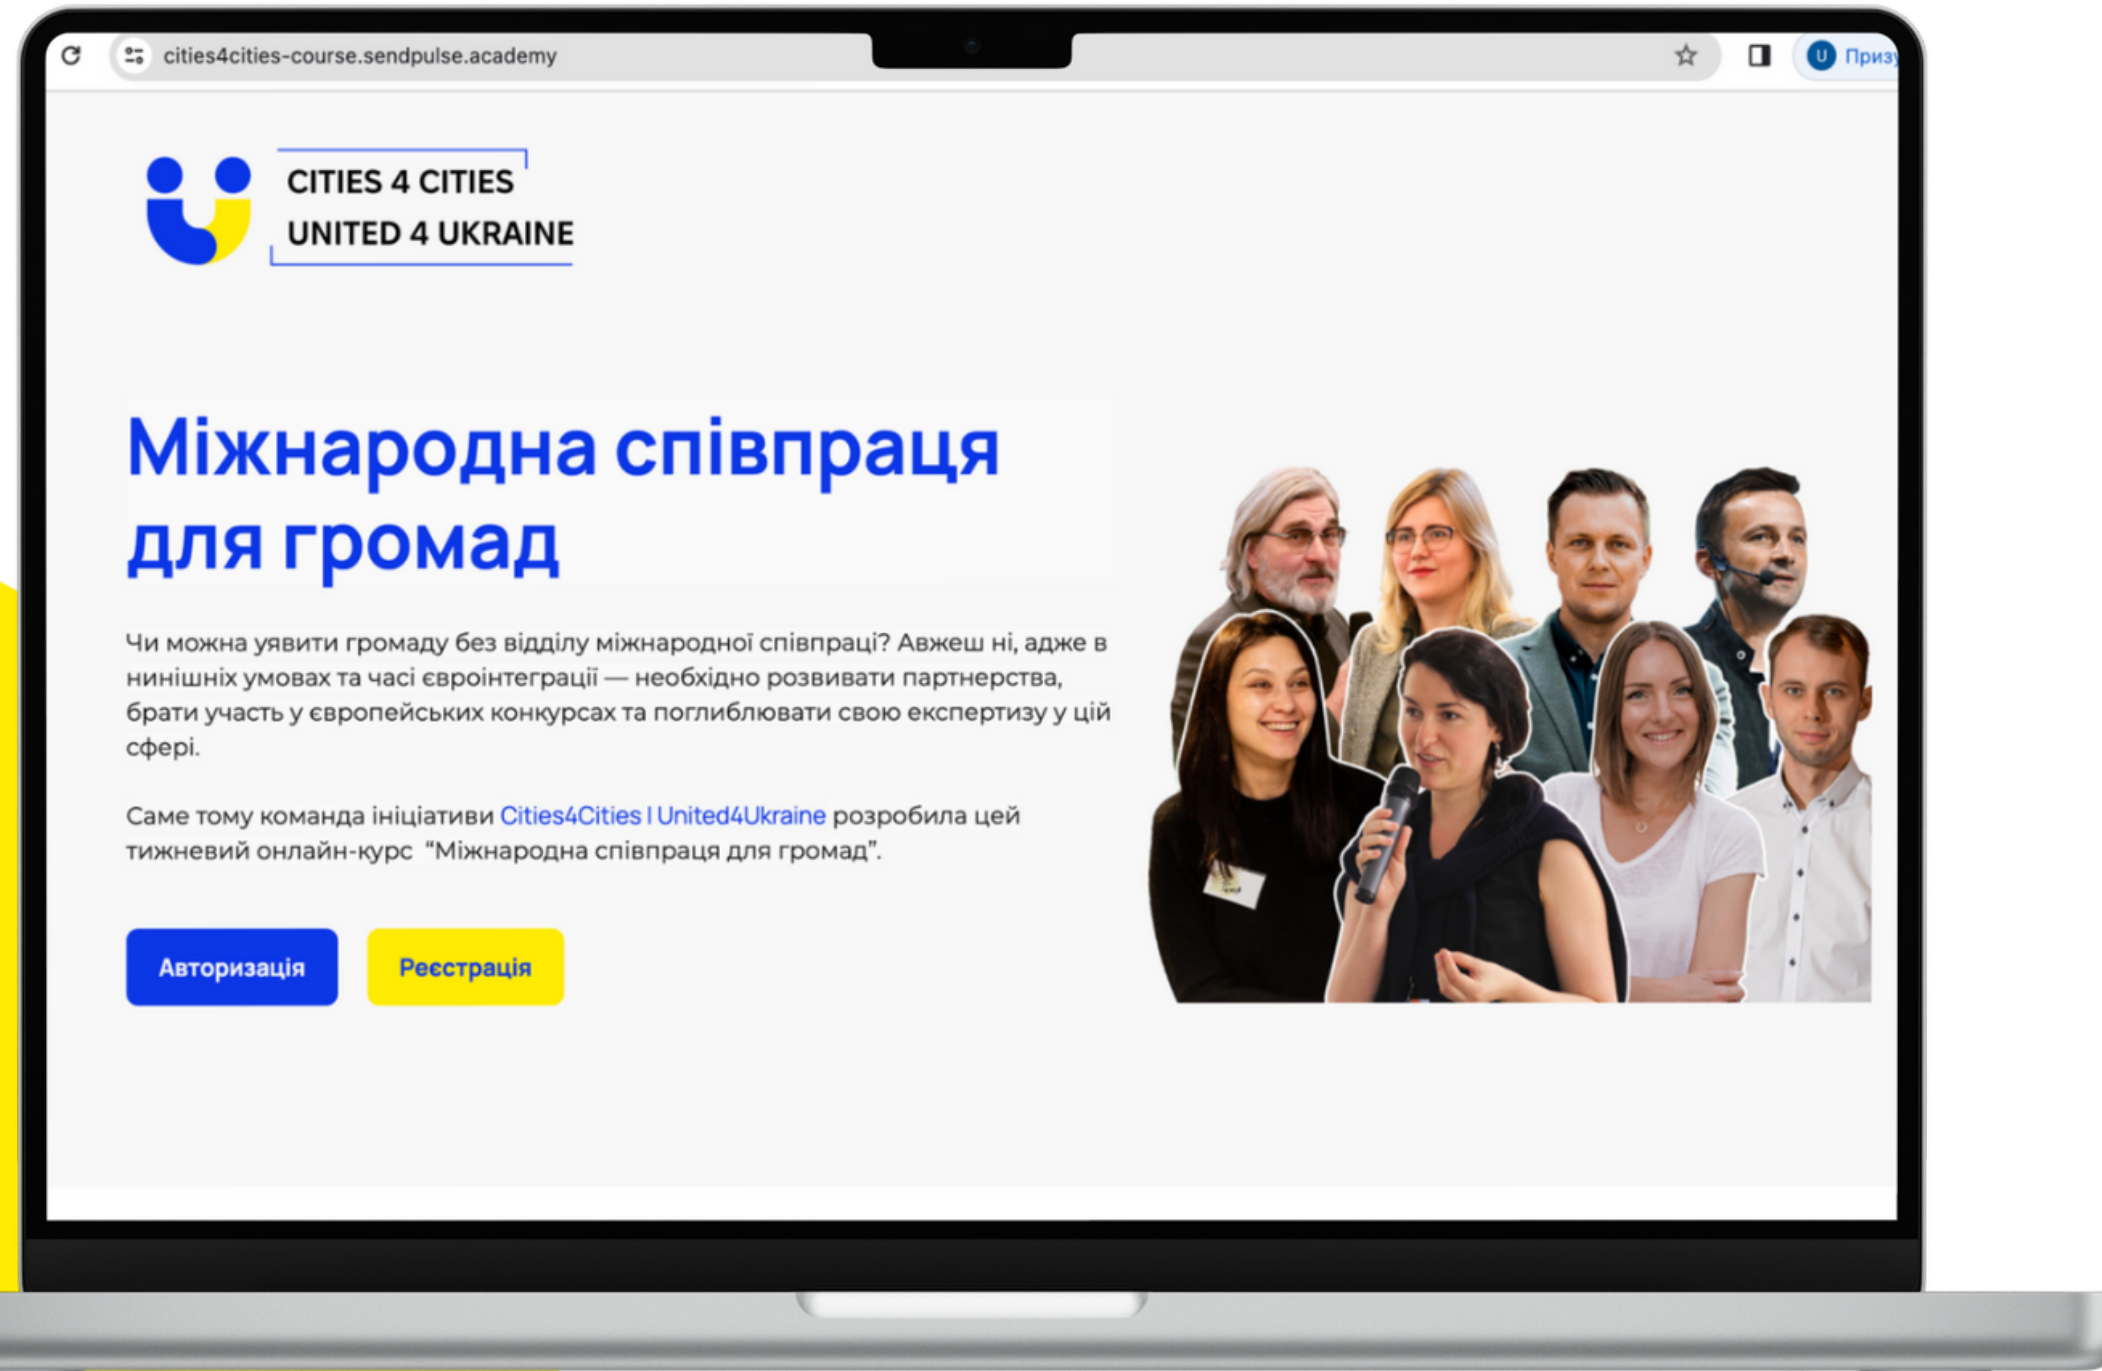 cities4cities-course.sendpulse.academy
U Призу
CITIES 4 CITIES
UNITED 4 UKRAINE
Міжнародна співпраця
для громад
Чи можна уявити громаду без відділу міжнародної співпраці? Авжеш ні, адже в
нинішніх умовах та часі євроінтеграції — необхідно розвивати партнерства,
брати участь у європейських конкурсах та поглиблювати свою експертизу у цій
сфері.
Саме тому команда ініціативи Cities4Cities | United4Ukraine розробила цей
тижневий онлайн-курс “Міжнародна співпраця для громад”.
Авторизація
Реєстрація